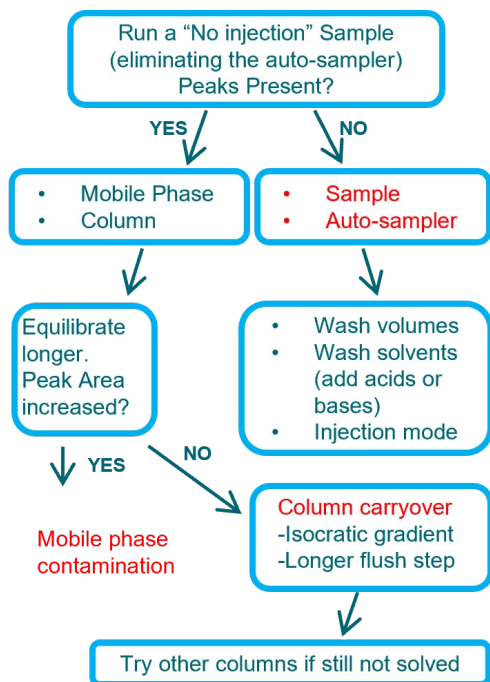 Run a “No injection” Sample
(eliminating the auto-sampler)
Peaks Present?
YES
NO
• Mobile Phase
• Column
• Sample
• Auto-sampler
Equilibrate
longer.
Peak Area
increased?
• Wash volumes
• Wash solvents
(add acids or
bases)
• Injection mode
YES
NO
Mobile phase
contamination
Column carryover
-Isocratic gradient
-Longer flush step
Try other columns if still not solved